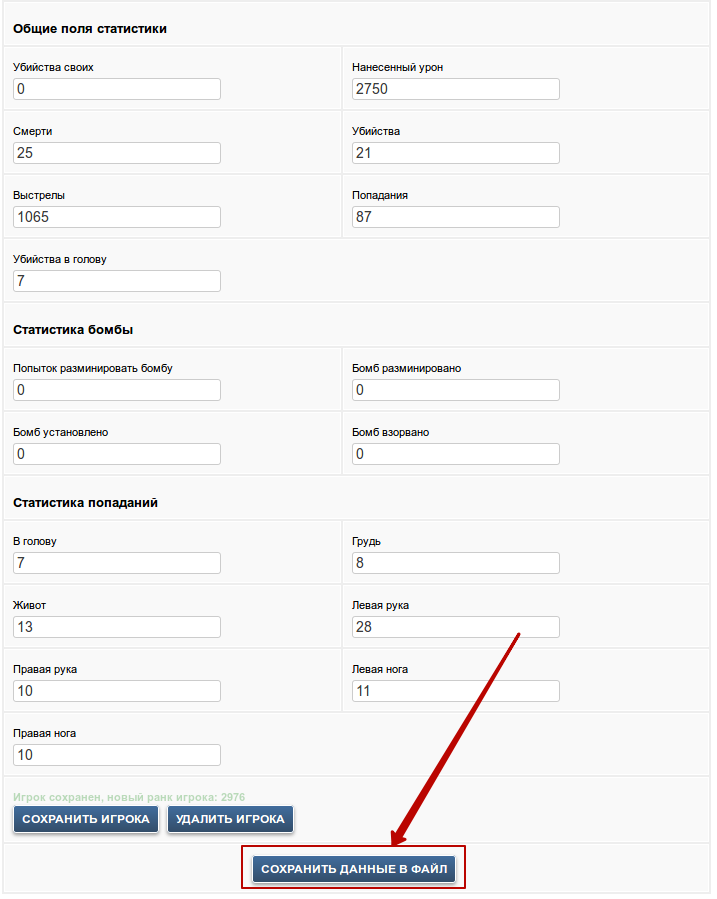 Общие поля статистики
Убийства своих Нанесенный урон
0 2750
Смерти Убийства
25 21
Выстрелы Попадания
1065 87
Убийства в голову
7
Статистика бомбы
Попыток разминировать бомбу Бомб разминировано
0 0
Бомб установлено Бомб взорвано
0 0
Статистика попаданий
В голову Грудь
7 8
Живот Левая рука
13 28
Правая рука Левая нога
10 11
Правая нога
10
Игрок сохранен, новый ранк игрока: 2976
СОХРАНИТЬ ИГРОКА УДАЛИТЬ ИГРОКА
СОХРАНИТЬ ДАННЫЕ В ФАЙЛ